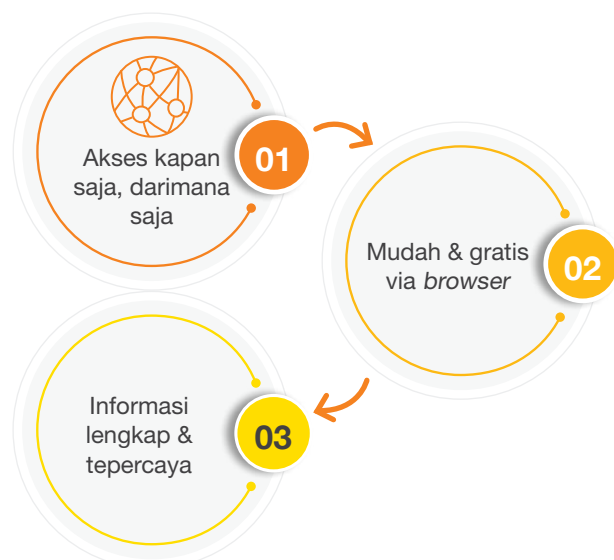 Akses kapan
saja, darimana
saja
01
Mudah & gratis
via browser
02
Informasi
lengkap &
tepercaya
03